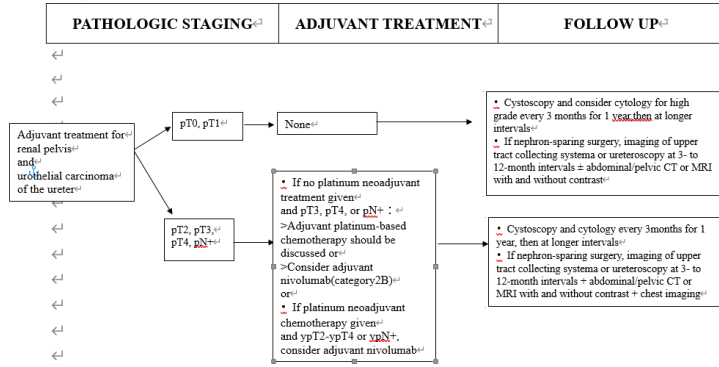 PATHOLOGIC STAGING
ADJUVANT TREATMENT
FOLLOW UP
Adjuvant treatment for
renal pelvis
and
urothelial carcinoma
of the ureter
pT0, pT1
None
• Cystoscopy and consider cytology for high
grade every 3 months for 1 year,then at longer
intervals
• If nephron-sparing surgery, imaging of upper
tract collecting systema or ureteroscopy at 3- to
12-month intervals ± abdominal/pelvic CT or MRI
with and without contrast
pT2, pT3,
pT4, pN+
• If no platinum neoadjuvant
treatment given
and pT3, pT4, or pN+：
>Adjuvant platinum-based
chemotherapy should be
discussed or
>Consider adjuvant
nivolumab(category2B)
or
• If platinum neoadjuvant
chemotherapy given
and ypT2-ypT4 or ypN+,
consider adjuvant nivolumab
• Cystoscopy and cytology every 3months for 1
year, then at longer intervals
• If nephron-sparing surgery, imaging of upper
tract collecting systema or ureteroscopy at 3- to
12-month intervals + abdominal/pelvic CT or
MRI with and without contrast + chest imaging